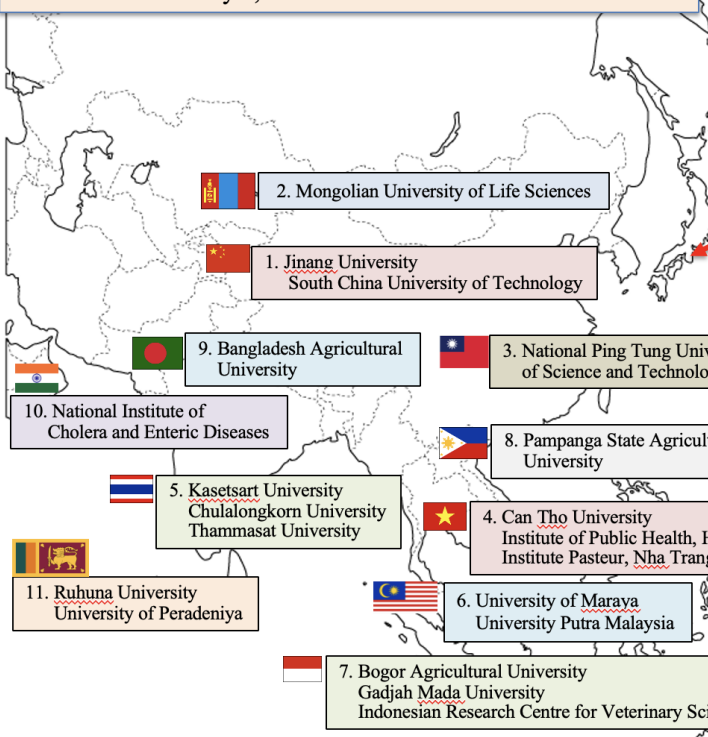 2. Mongolian University of Life Sciences
1. Jinang University
South China University of Technology
9. Bangladesh Agricultural
University
3. National Ping Tung
of Science and
10. National Institute of
Cholera and Enteric Diseases
8. Pampanga State
University
5. Kasetsart University
Chulalongkorn University
Thammasat University
4. Can Tho University
Institute of Public Health,
Institute Pasteur, Nha Trang
11. Ruhuna University
University of Peradeniya
6. University of Maraya
University Putra Malaysia
7. Bogor Agricultural University
Gadjah Mada University
Indonesian Research Centre for Veterinary